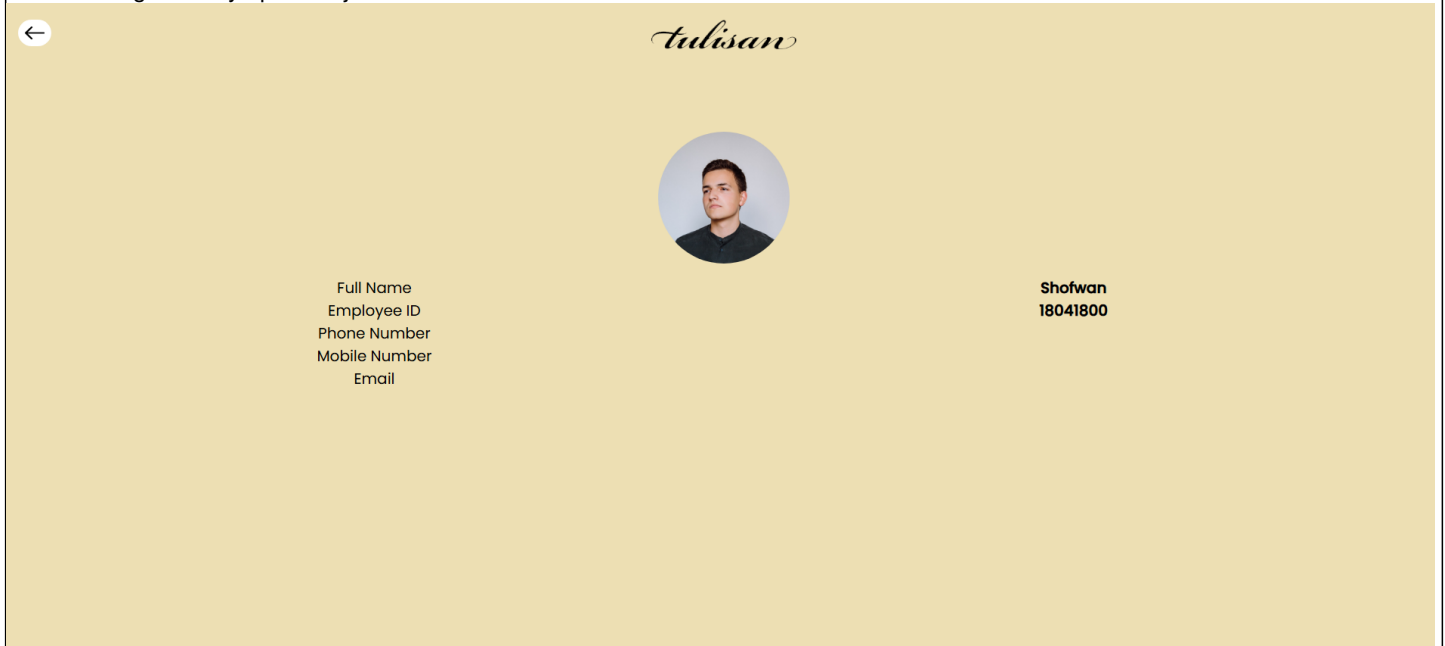 tulisan
Full Name Shofwan
Employee ID 18041800
Phone Number
Mobile Number
Email